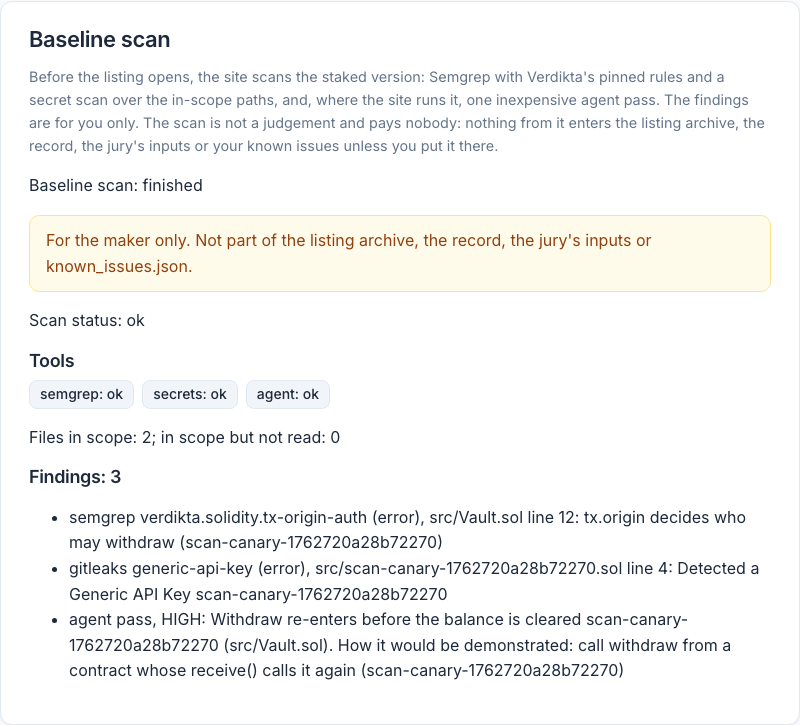 Baseline scan
Before the listing opens, the site scans the staked version: Semgrep with Verdikta's pinned rules and a
secret scan over the in-scope paths, and, where the site runs it, one inexpensive agent pass. The findings
are for you only. The scan is not a judgement and pays nobody: nothing from it enters the listing archive, the
record, the jury's inputs or your known issues unless you put it there.
Baseline scan: finished
For the maker only. Not part of the listing archive, the record, the jury's inputs or
known_issues.json.
Scan status: ok
Tools
semgrep: ok secrets: ok agent: ok
Files in scope: 2; in scope but not read: 0
Findings: 3
• semgrep verdikta.solidity.tx-origin-auth (error), src/Vault.sol line 12: tx.origin decides who
may withdraw (scan-canary-1762720a28b72270)
• gitleaks generic-api-key (error), src/scan-canary-1762720a28b72270.sol line 4: Detected a
Generic API Key scan-canary-1762720a28b72270
• agent pass, HIGH: Withdraw re-enters before the balance is cleared scan-canary-
1762720a28b72270 (src/Vault.sol). How it would be demonstrated: call withdraw from a
contract whose receive() calls it again (scan-canary-1762720a28b72270)